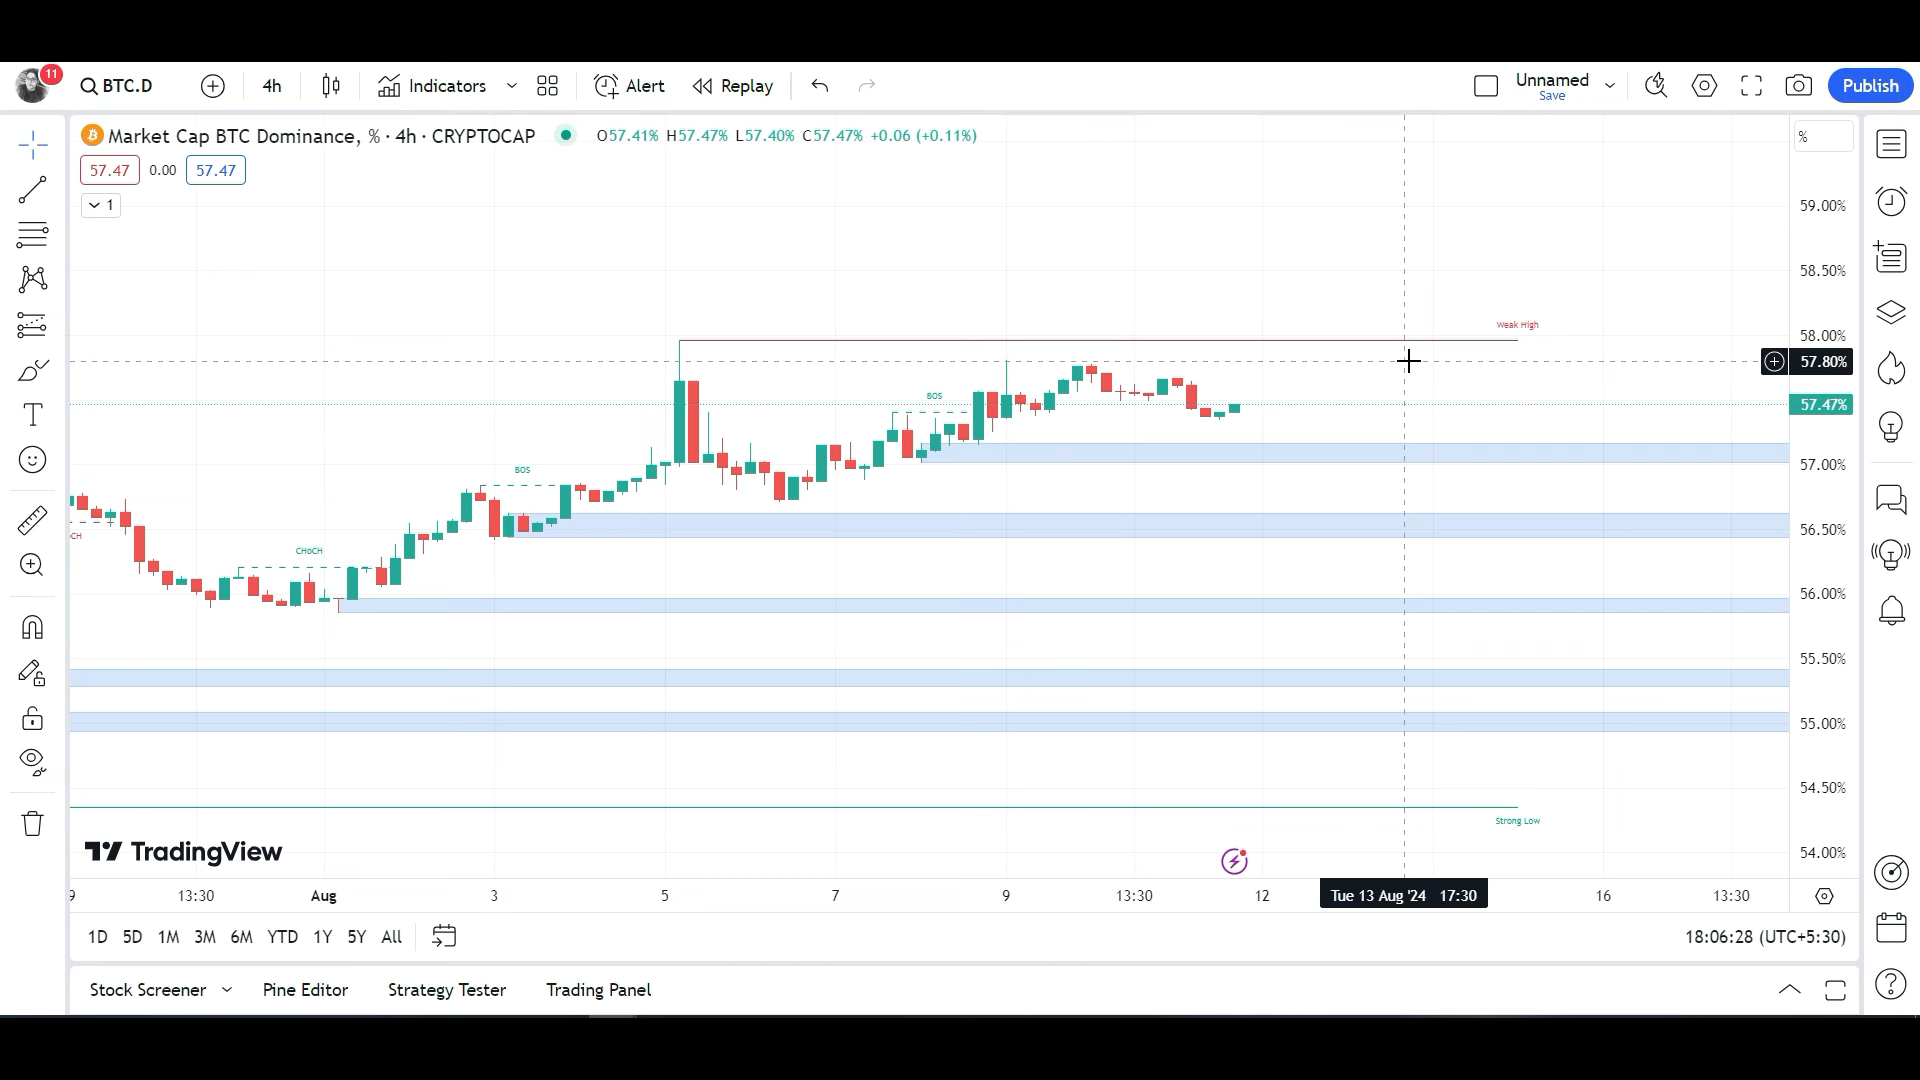 11
BTC.D
4h
Indicators
Alert
Replay
Unnamed
Save
Publish
Market Cap BTC Dominance, % · 4h · CRYPTOCAP
O57.41% H57.47% L57.40% C57.47% +0.06 (+0.11%)
%
57.47 0.00 57.47
1
59.00%
58.50%
Weak High
58.00%
57.80%
BOS
57.47%
57.00%
BOS
56.50%
CH
CHoCH
56.00%
55.50%
55.00%
54.50%
Strong Low
TradingView
54.00%
9 13:30 Aug 3 5 7 9 13:30 12 Tue 13 Aug '24 17:30 16 13:30
1D 5D 1M 3M 6M YTD 1Y 5Y All
18:06:28 (UTC+5:30)
Stock Screener Pine Editor Strategy Tester Trading Panel